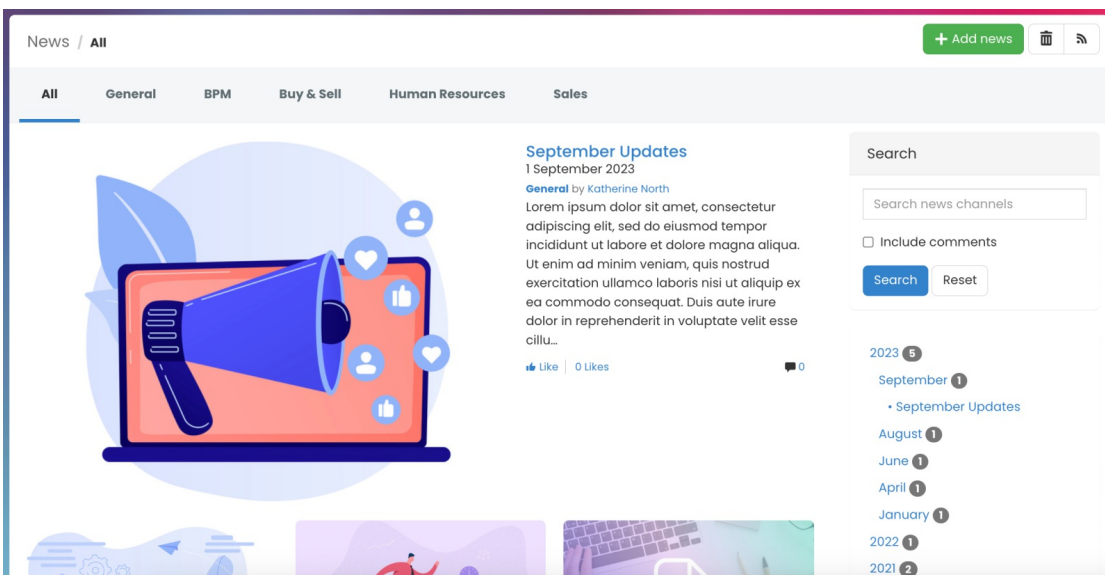 News / All
+ Add news
All General BPM Buy & Sell Human Resources Sales
September Updates
1 September 2023
General by Katherine North
Lorem ipsum dolor sit amet, consectetur
adipiscing elit, sed do eiusmod tempor
incididunt ut labore et dolore magna aliqua.
Ut enim ad minim veniam, quis nostrud
exercitation ullamco laboris nisi ut aliquip ex
ea commodo consequat. Duis aute irure
dolor in reprehenderit in voluptate velit esse
cillu…
Like 0 Likes 0
Search
Search news channels
Include comments
Search Reset
2023 5
September 1
• September Updates
August 1
June 1
April 1
January 1
2022 1
2021 2